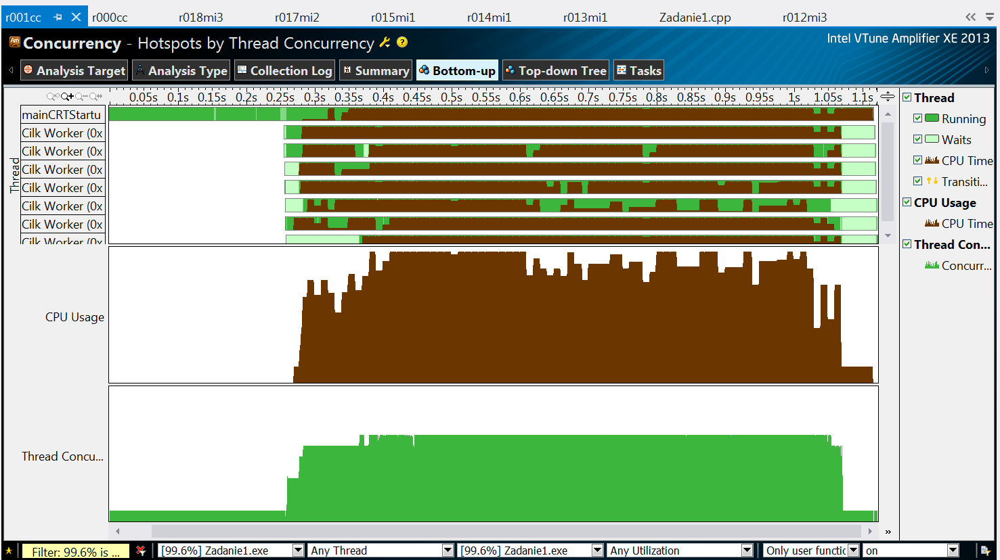 r001cc r000cc r018mi3 r017mi2 r015mi1 r014mi1 r013mi1 Zadanie1.cpp r012mi3
Am Concurrency - Hotspots by Thread Concurrency ?
Intel VTune Amplifier XE 2013
Analysis Target Analysis Type Collection Log Summary Bottom-up Top-down Tree Tasks
0.05s 0.1s 0.15s 0.2s 0.25s 0.3s 0.35s 0.4s 0.45s 0.5s 0.55s 0.6s 0.65s 0.7s 0.75s 0.8s 0.85s 0.9s 0.95s 1s 1.05s 1.1s
Thread
mainCRTStartu
Cilk Worker (0x
Cilk Worker (0x
Cilk Worker (0x
Cilk Worker (0x
Cilk Worker (0x
Cilk Worker (0x
Cilk Worker (0x
CPU Usage
Thread Concu...
Thread
Running
Waits
CPU Time
Transiti...
CPU Usage
CPU Time
Thread Con...
Concurr...
Filter: 99.6% is ... [99.6%] Zadanie1.exe Any Thread [99.6%] Zadanie1.exe Any Utilization Only user functic on